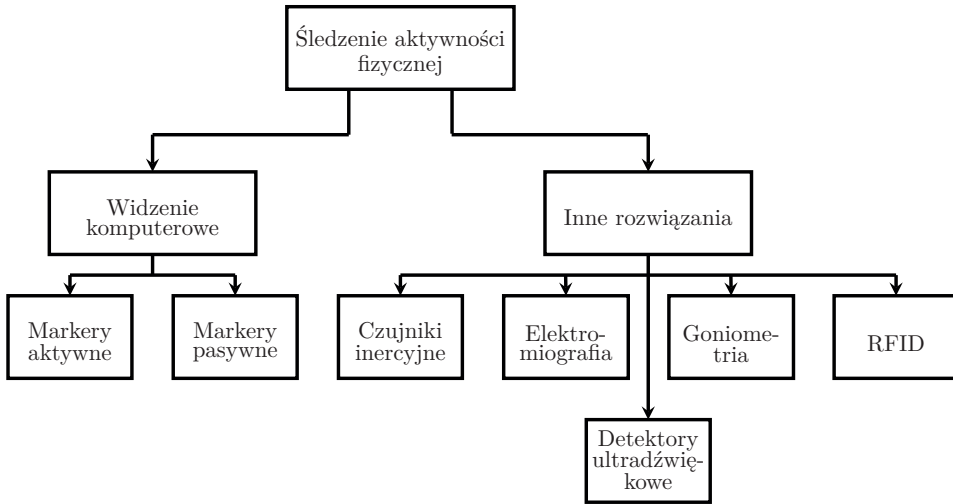 Śledzenie aktywności
fizycznej
Widzenie
komputerowe
Inne rozwiązania
Markery
aktywne
Markery
pasywne
Czujniki
inercyjne
Elektro-
miografia
Goniome-
tria
RFID
Detektory
ultradźwię-
kowe